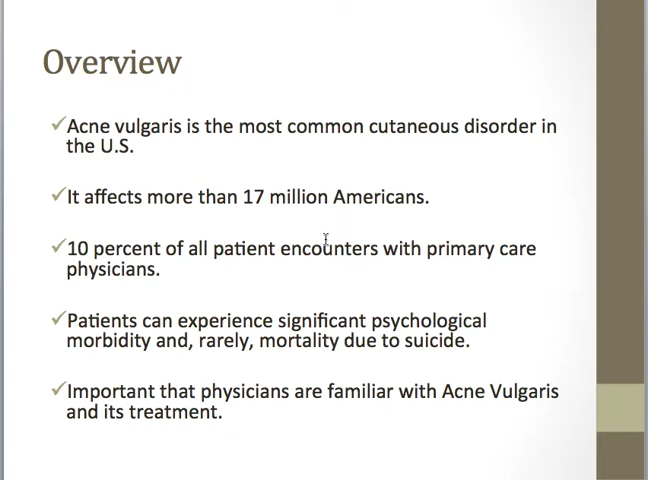 Overview
Acne vulgaris is the most common cutaneous disorder in
the U.S.
It affects more than 17 million Americans.
10 percent of all patient encounters with primary care
physicians.
Patients can experience significant psychological
morbidity and, rarely, mortality due to suicide.
Important that physicians are familiar with Acne Vulgaris
and its treatment.